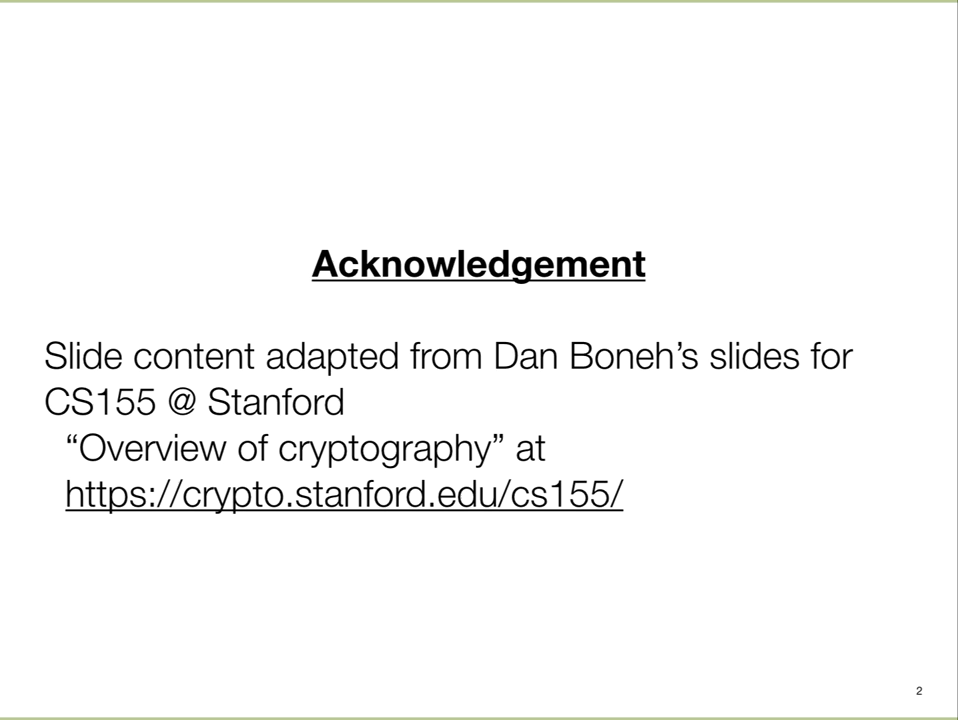 Acknowledgement
Slide content adapted from Dan Boneh’s slides for
CS155 @ Stanford
“Overview of cryptography” at
https://crypto.stanford.edu/cs155/
2